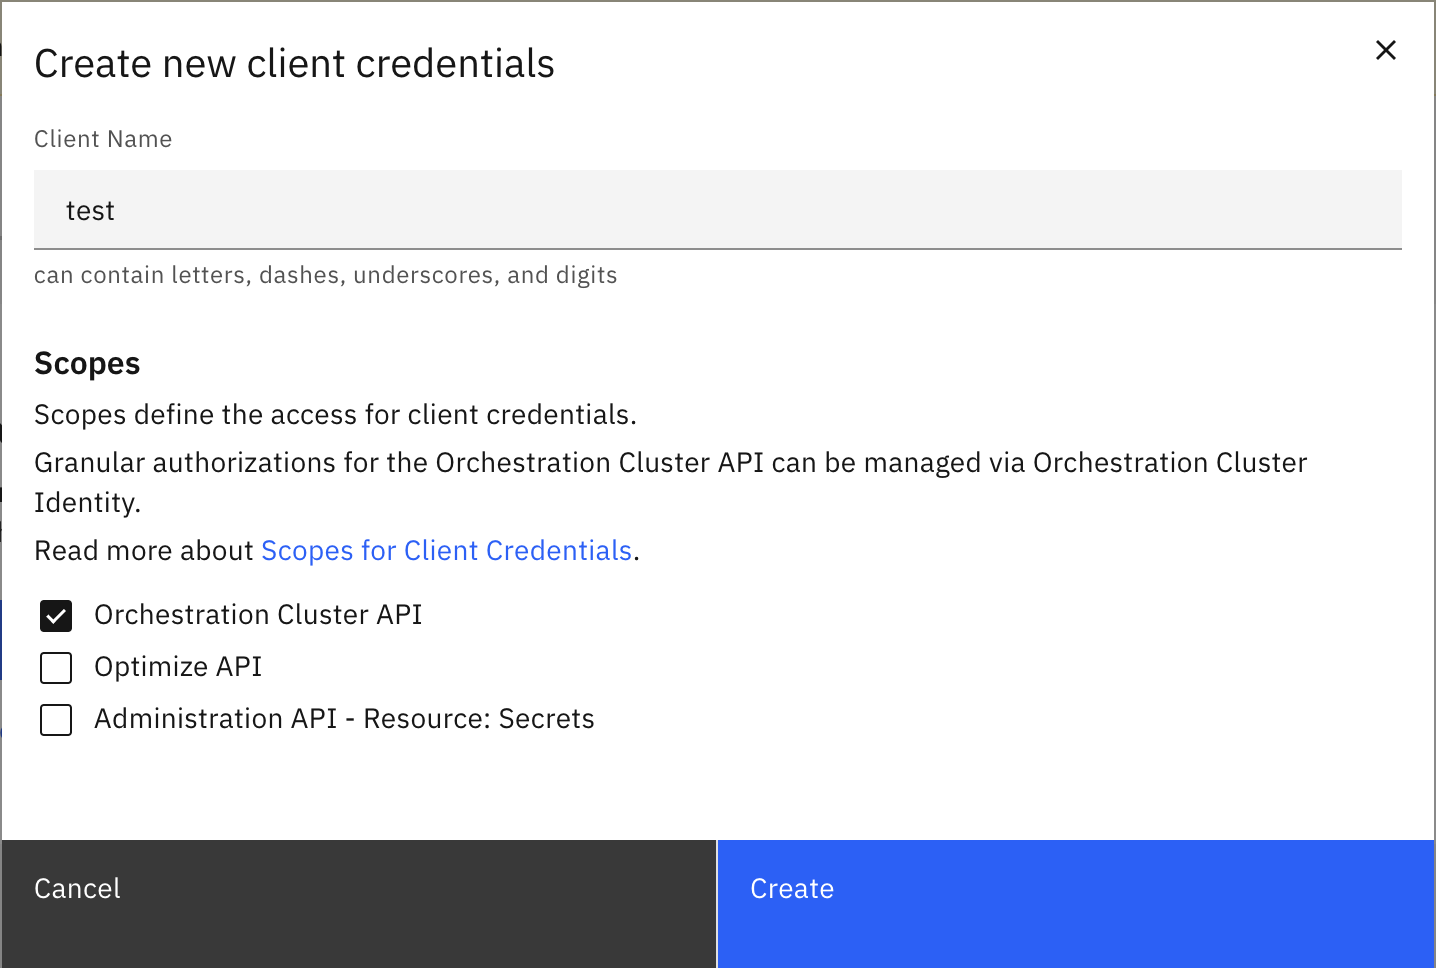 Create new client credentials
Client Name
test
can contain letters, dashes, underscores, and digits
Scopes
Scopes define the access for client credentials.
Granular authorizations for the Orchestration Cluster API can be managed via Orchestration Cluster
Identity.
Read more about Scopes for Client Credentials.
Orchestration Cluster API
Optimize API
Administration API - Resource: Secrets
Cancel
Create